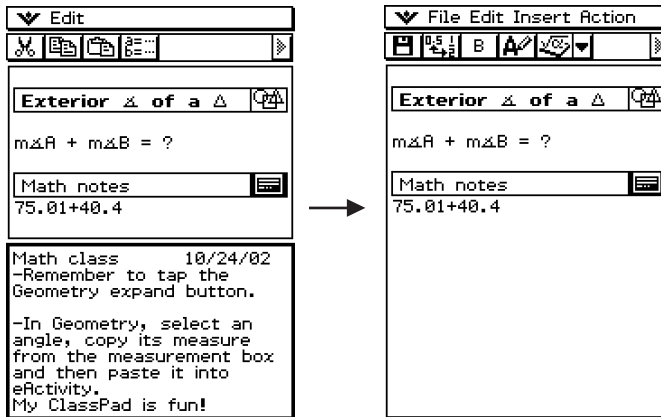 Edit
Exterior ∡ of a △
m∡A + m∡B = ?
Math notes
75.01+40.4
Math class 10/24/02
-Remember to tap the
Geometry expand button.
-In Geometry, select an
angle, copy its measure
from the measurement box
and then paste it into
eActivity.
My ClassPad is fun!
File Edit Insert Action
B
Exterior ∡ of a △
m∡A + m∡B = ?
Math notes
75.01+40.4